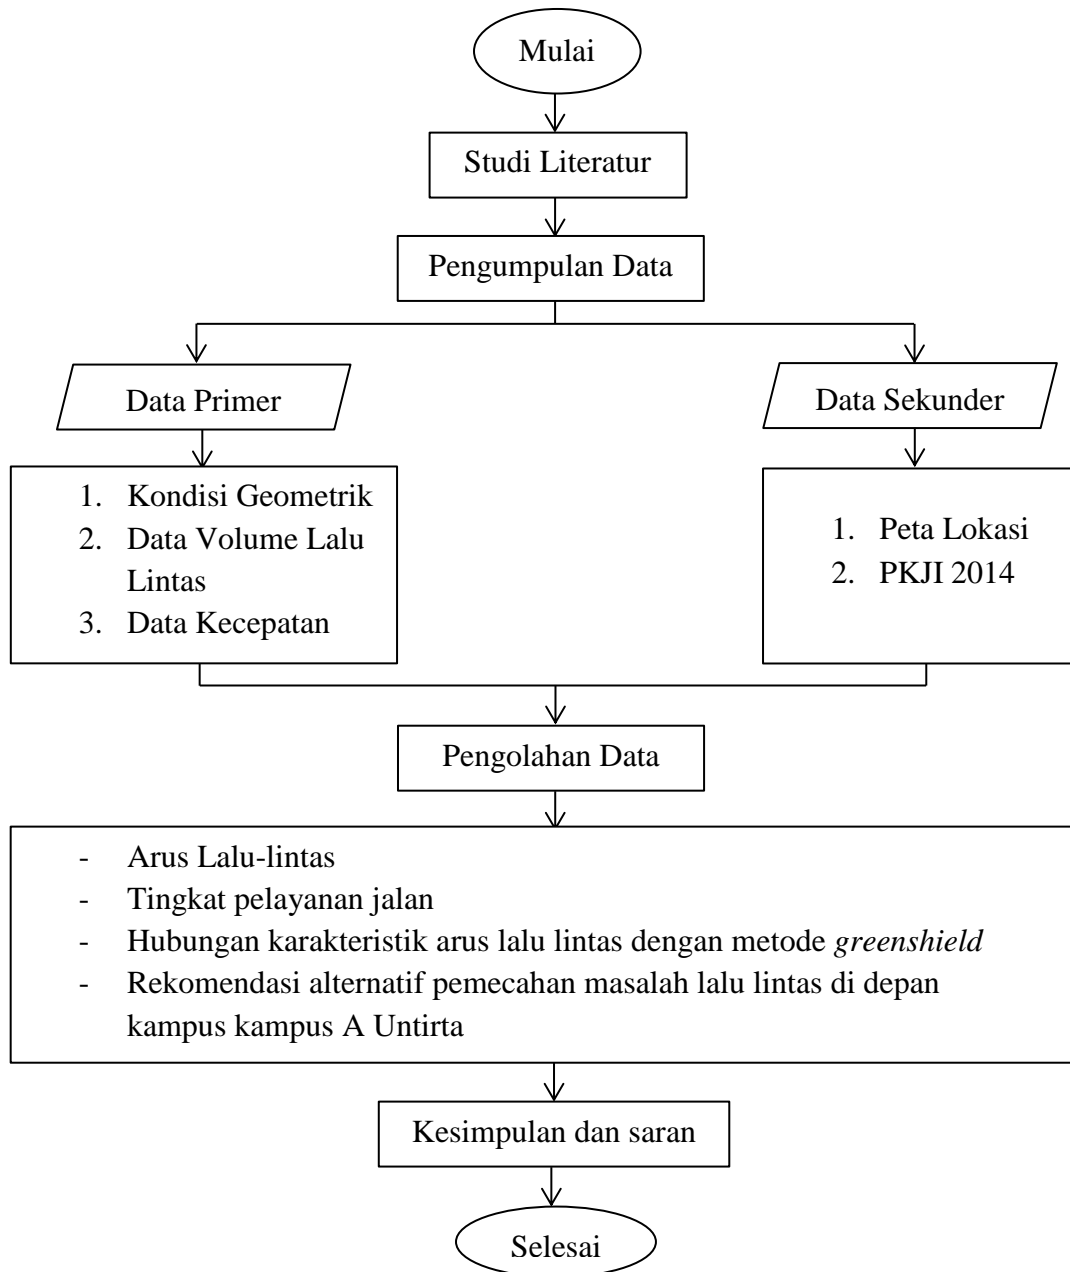 Mulai
Studi Literatur
Pengumpulan Data
Data Primer
Data Sekunder
1. Kondisi Geometrik
2. Data Volume Lalu
Lintas
3. Data Kecepatan
1. Peta Lokasi
2. PKJI 2014
Pengolahan Data
- Arus Lalu-lintas
- Tingkat pelayanan jalan
- Hubungan karakteristik arus lalu lintas dengan metode greenshield
- Rekomendasi alternatif pemecahan masalah lalu lintas di depan
kampus kampus A Untirta
Kesimpulan dan saran
Selesai